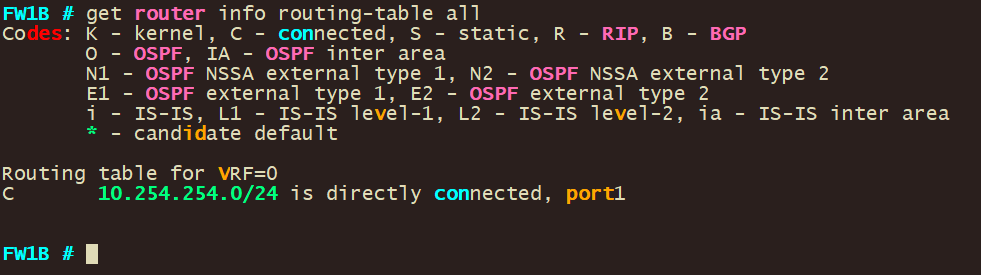 FW1B # get router info routing-table all
Codes: K - kernel, C - connected, S - static, R - RIP, B - BGP
O - OSPF, IA - OSPF inter area
N1 - OSPF NSSA external type 1, N2 - OSPF NSSA external type 2
E1 - OSPF external type 1, E2 - OSPF external type 2
i - IS-IS, L1 - IS-IS level-1, L2 - IS-IS level-2, ia - IS-IS inter area
* - candidate default
Routing table for VRF=0
C 10.254.254.0/24 is directly connected, port1
FW1B #